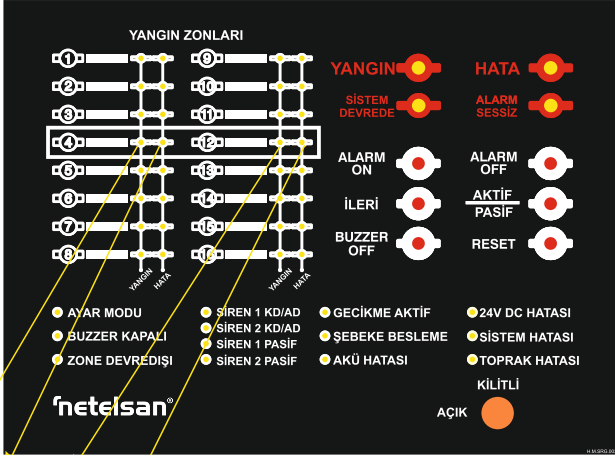 YANGIN ZONLARI
1
2
3
4
5
6
7
8
9
10
11
12
13
14
15
16
YANGIN
HATA
YANGIN
HATA
YANGIN
HATA
SİSTEM
DEVREDE
ALARM
SESSİZ
ALARM
ON
ALARM
OFF
İLERİ
AKTİF
PASİF
BUZZER
OFF
RESET
AYAR MODU
BUZZER KAPALI
ZONE DEVREDIŞI
SİREN 1 KD/AD
SİREN 2 KD/AD
SİREN 1 PASİF
SİREN 2 PASİF
GECİKME AKTİF
ŞEBEKE BESLEME
AKÜ HATASI
24V DC HATASI
SİSTEM HATASI
TOPRAK HATASI
netelsan®
KİLİTLİ
AÇIK